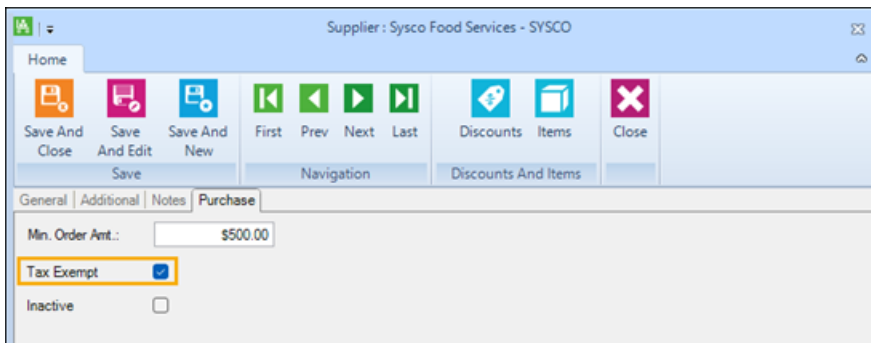 Supplier : Sysco Food Services - SYSCO
Home
Save And Close
Save And Edit
Save And New
First
Prev
Next
Last
Discounts
Items
Close
Save
Navigation
Discounts And Items
General
Additional
Notes
Purchase
Min. Order Amt.: $500.00
Tax Exempt
Inactive